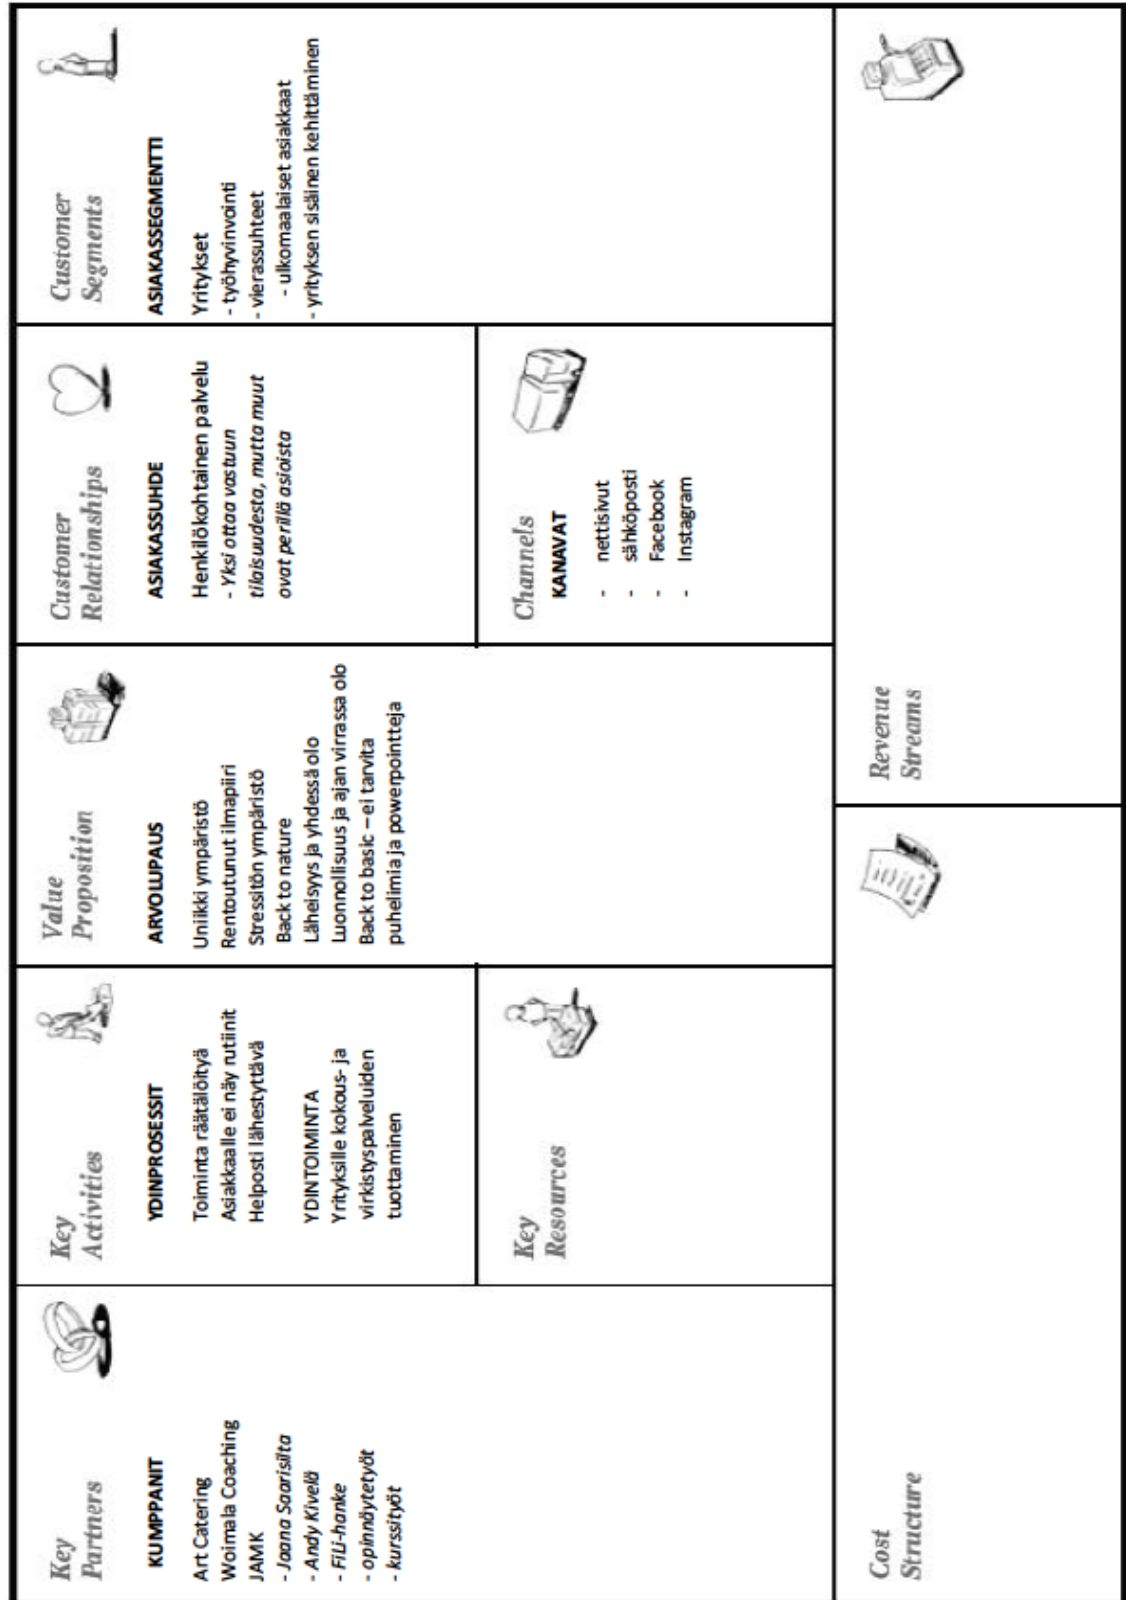 Key
Partners
KUMPPANIT
Art Catering
Woimala Coaching
JAMK
- Jaana Saarisilta
- Andy Kivelä
- FiLi-hanke
- opinnäytetyöt
- kurssityöt
Key
Activities
YDINPROSESSIT
Toiminta räätälöityä
Asiakkaalle ei näy rutiinit
Helposti lähestyttävä
YDINTOIMINTA
Yrityksille kokous- ja
virkistyspalveluiden
tuottaminen
Key
Resources
Value
Proposition
ARVOLUPAUS
Uniikki ympäristö
Rentoutunut ilmapiiri
Stressitön ympäristö
Back to nature
Läheisyys ja yhdessä olo
Luonnollisuus ja ajan virrassa olo
Back to basic – ei tarvita
puhelimia ja powerpointteja
Customer
Relationships
ASIAKASSUHDE
Henkilökohtainen palvelu
- Yksi ottaa vastuun
tilaisuudesta, mutta muut
ovat perillä asioista
Channels
KANAVAT
- nettisivut
- sähköposti
- Facebook
- Instagram
Customer
Segments
ASIAKASSEGMENTTI
Yritykset
- työhyvinvointi
- vierassuhteet
- ulkomaalaiset asiakkaat
- yrityksen sisäinen kehittäminen
Cost
Structure
Revenue
Streams